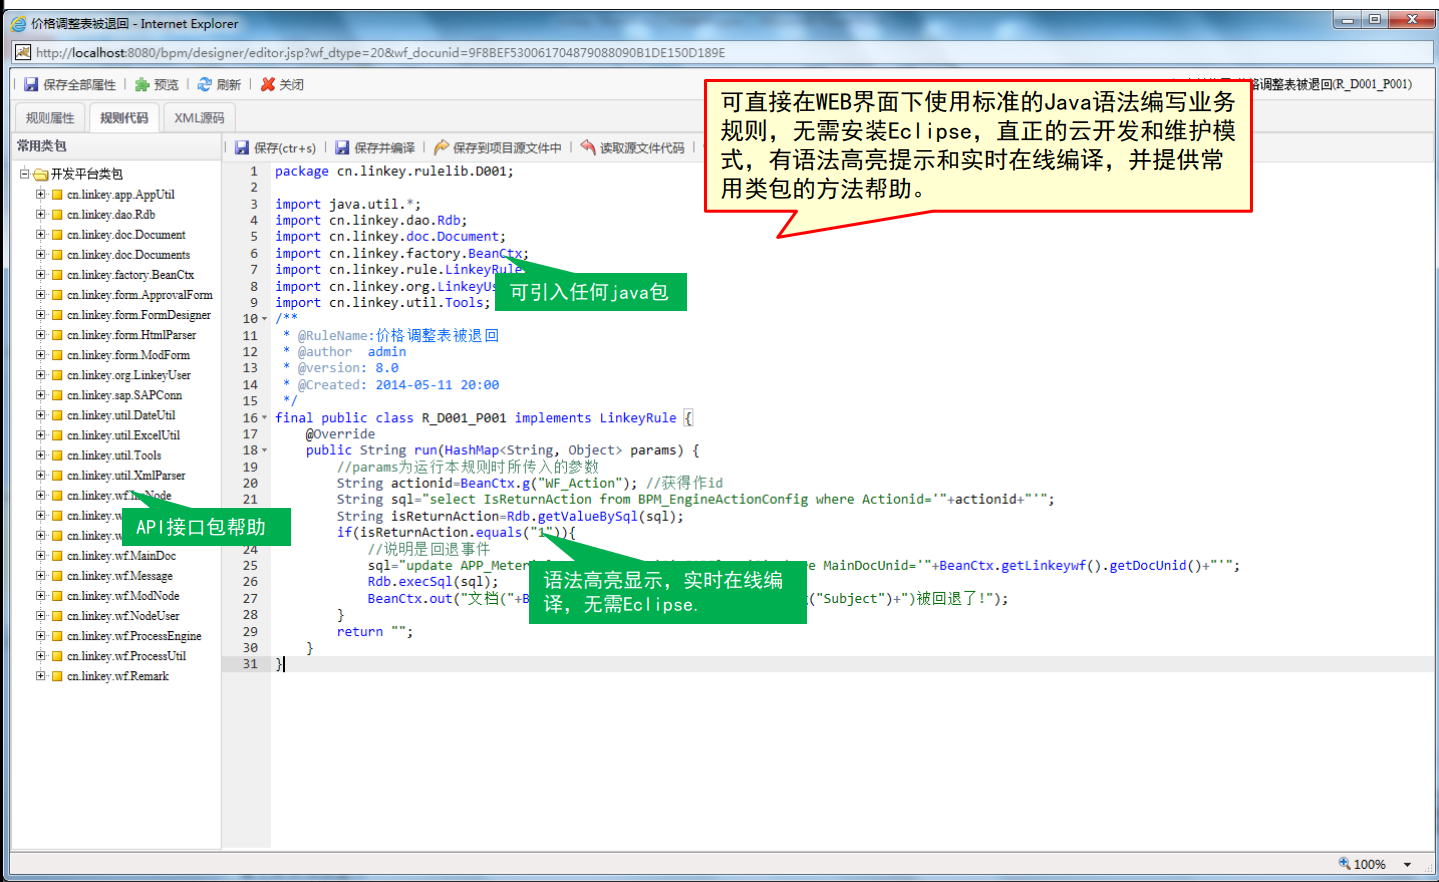 价格调整表被退回 - Internet Explorer
http://localhost:8080/bpm/designer/editor.jsp?wf_dtype=20&wf_docunid=9F8BEF530061704879088090B1DE150D189E
保存全部属性 预览 刷新 关闭
格调整表被退回(R_D001_P001)
可直接在WEB界面下使用标准的Java语法编写业务
规则，无需安装Eclipse，直正的云开发和维护模
式，有语法高亮提示和实时在线编译，并提供常
用类包的方法帮助。
规则属性 规则代码 XML源码
常用类包
保存(ctr+s) 保存并编译 保存到项目源文件中 读取源文件代码
开发平台类包
cn.linkey.app.AppUtil
cn.linkey.dao.Rdb
cn.linkey.doc.Document
cn.linkey.doc.Documents
cn.linkey.factory.BeanCtx
cn.linkey.form.ApprovalForm
cn.linkey.form.FormDesigner
cn.linkey.form.HtmlParser
cn.linkey.form.ModForm
cn.linkey.org.LinkeyUser
cn.linkey.sap.SAPConn
cn.linkey.util.DateUtil
cn.linkey.util.ExcelUtil
cn.linkey.util.Tools
cn.linkey.util.XmlParser
cn.linkey.wf. Node
cn.linkey.w
cn.linkey.w
cn.linkey.wf.MainDoc
cn.linkey.wf.Message
cn.linkey.wf.ModNode
cn.linkey.wf.NodeUser
cn.linkey.wf.ProcessEngine
cn.linkey.wf.ProcessUtil
cn.linkey.wf.Remark
API接口包帮助
1 package cn.linkey.rulelib.D001;
2
3 import java.util.*;
4 import cn.linkey.dao.Rdb;
5 import cn.linkey.doc.Document;
6 import cn.linkey.factory.BeanCtx;
7 import cn.linkey.rule.LinkeyRule
8 import cn.linkey.org.LinkeyUs
9 import cn.linkey.util.Tools;
可引入任何java包
10 /**
11 * @RuleName:价格调整表被退回
12 * @author admin
13 * @version: 8.0
14 * @Created: 2014-05-11 20:00
15 */
16 final public class R_D001_P001 implements LinkeyRule {
17 @Override
18 public String run(HashMap<String, Object> params) {
19 //params为运行本规则时所传入的参数
20 String actionid=BeanCtx.g("WF_Action"); //获得作id
21 String sql="select IsReturnAction from BPM_EngineActionConfig where Actionid='"+actionid+"'";
22 String isReturnAction=Rdb.getValueBySql(sql);
23 if(isReturnAction.equals("1")){
24 //说明是回退事件
25 sql="update APP_Meter e MainDocUnid='"+BeanCtx.getLinkeywf().getDocUnid()+"'";
26 Rdb.execSql(sql);
27 BeanCtx.out("文档("+B ("Subject")+")被回退了!");
28 }
29 return "";
30 }
31 }
语法高亮显示，实时在线编
译，无需Eclipse.
100%